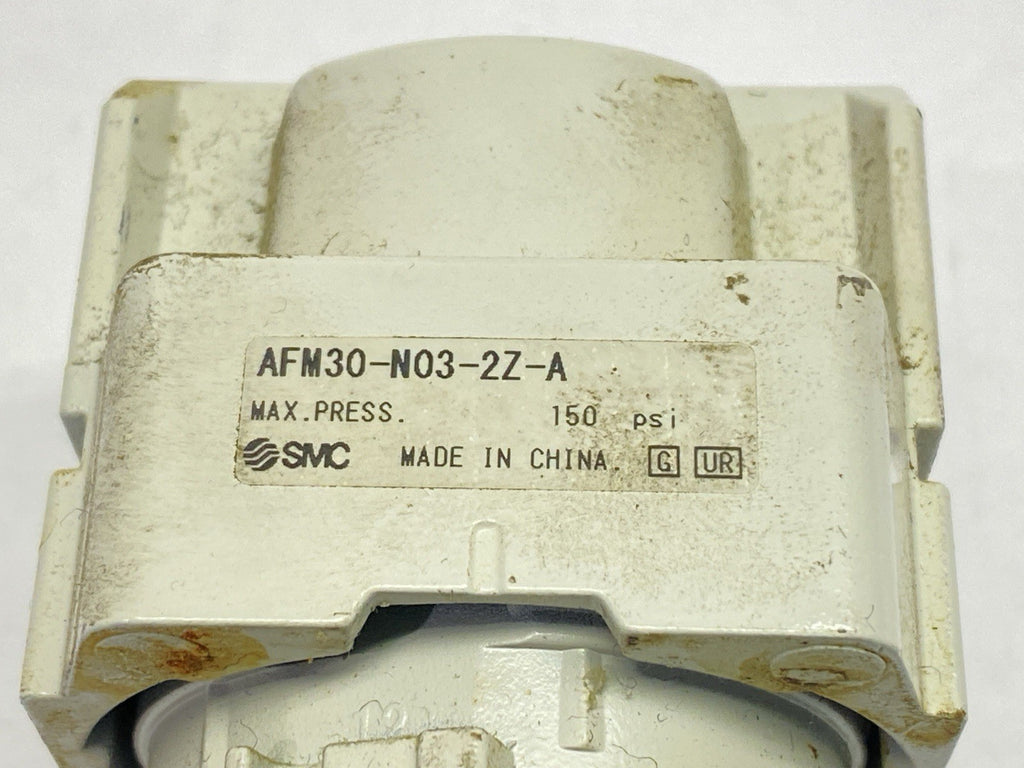 AFM30-N03-2Z-A
MAX.PRESS. 150 psi
SMC MADE IN CHINA. G UR